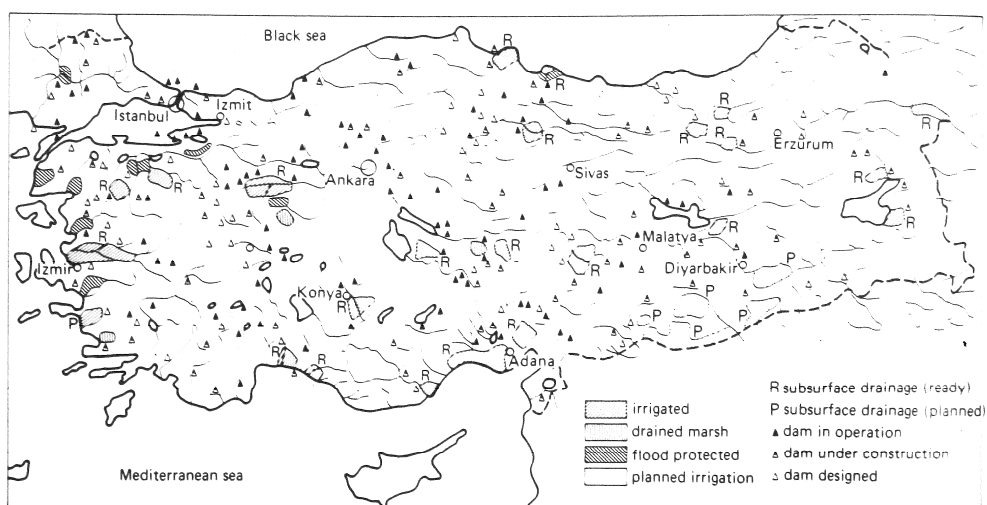 Black sea
R
R
Istanbul
Izmit
R
R
R
R
R
Erzurum
R
R
R
Ankara
Sivas
R
R
R
Malatya
R
R
R
Izmir
Diyarbakir
P
Konya
R
P
P
P
P
P
R
R
R
R
Adana
irrigated
drained marsh
flood protected
planned irrigation
R subsurface drainage (ready)
P subsurface drainage (planned)
dam in operation
dam under construction
dam designed
Mediterranean sea